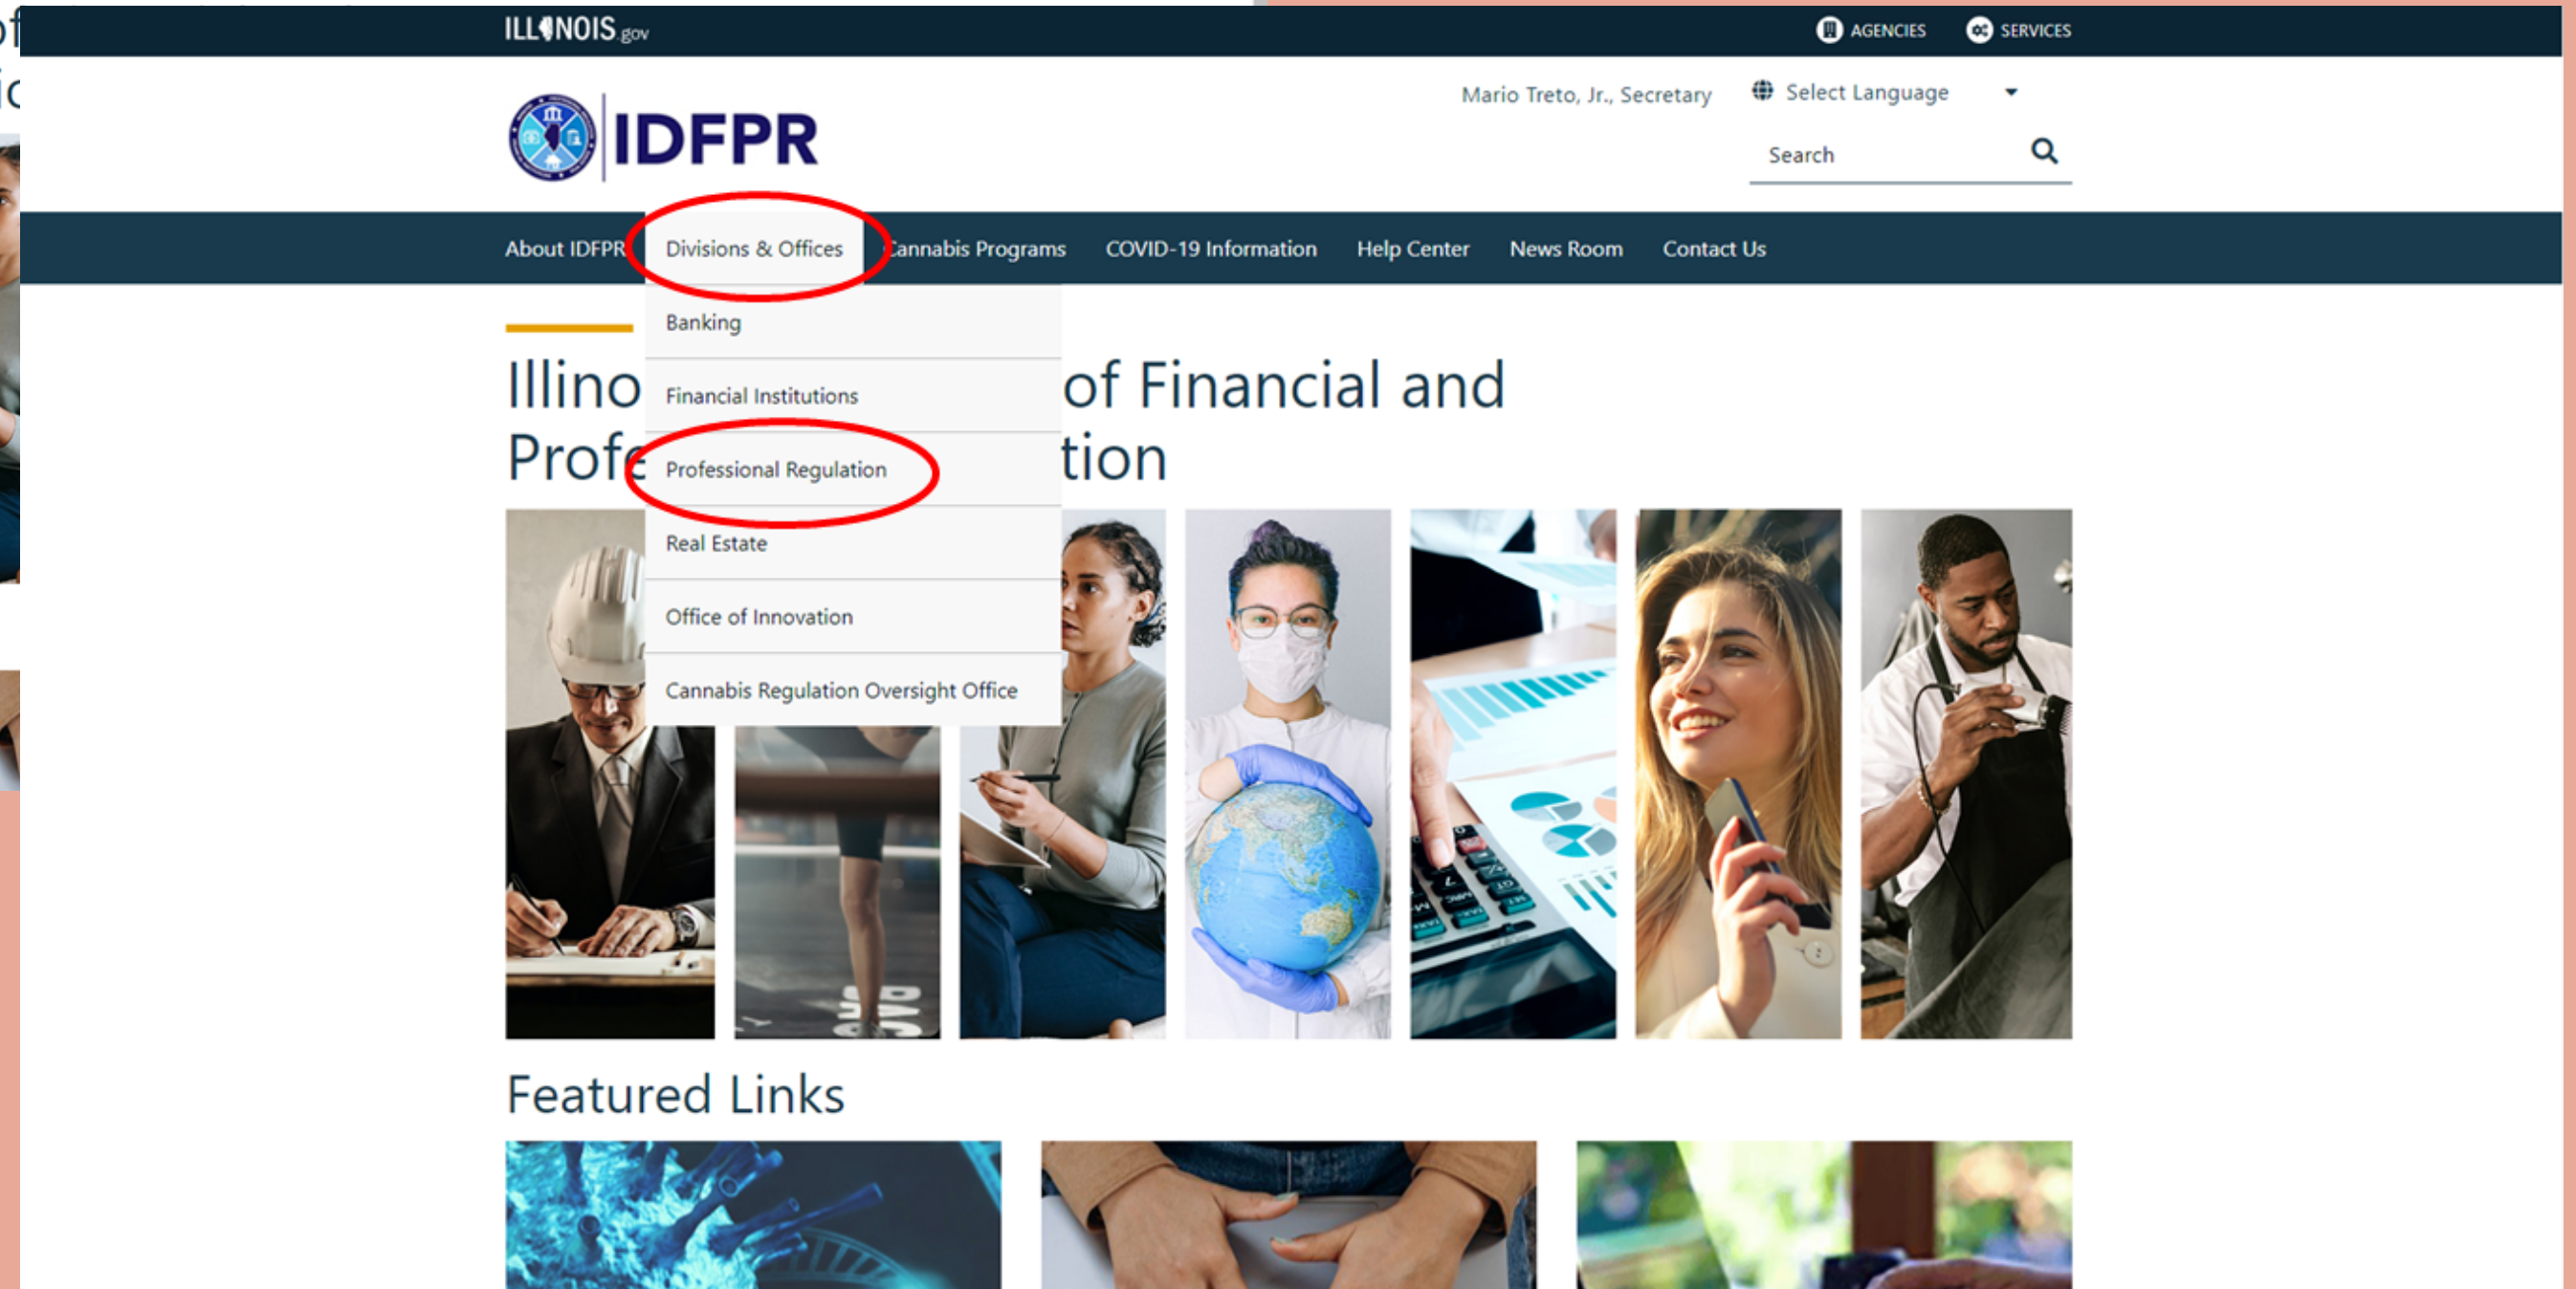 of
ic
ILLINOIS.gov
AGENCIES
SERVICES
IDFPR
Mario Treto, Jr., Secretary
Select Language
Search
About IDFPR
Divisions & Offices
Cannabis Programs
COVID-19 Information
Help Center
News Room
Contact Us
Banking
Financial Institutions
Professional Regulation
Real Estate
Office of Innovation
Cannabis Regulation Oversight Office
Illino of Financial and
Profe tion
Featured Links